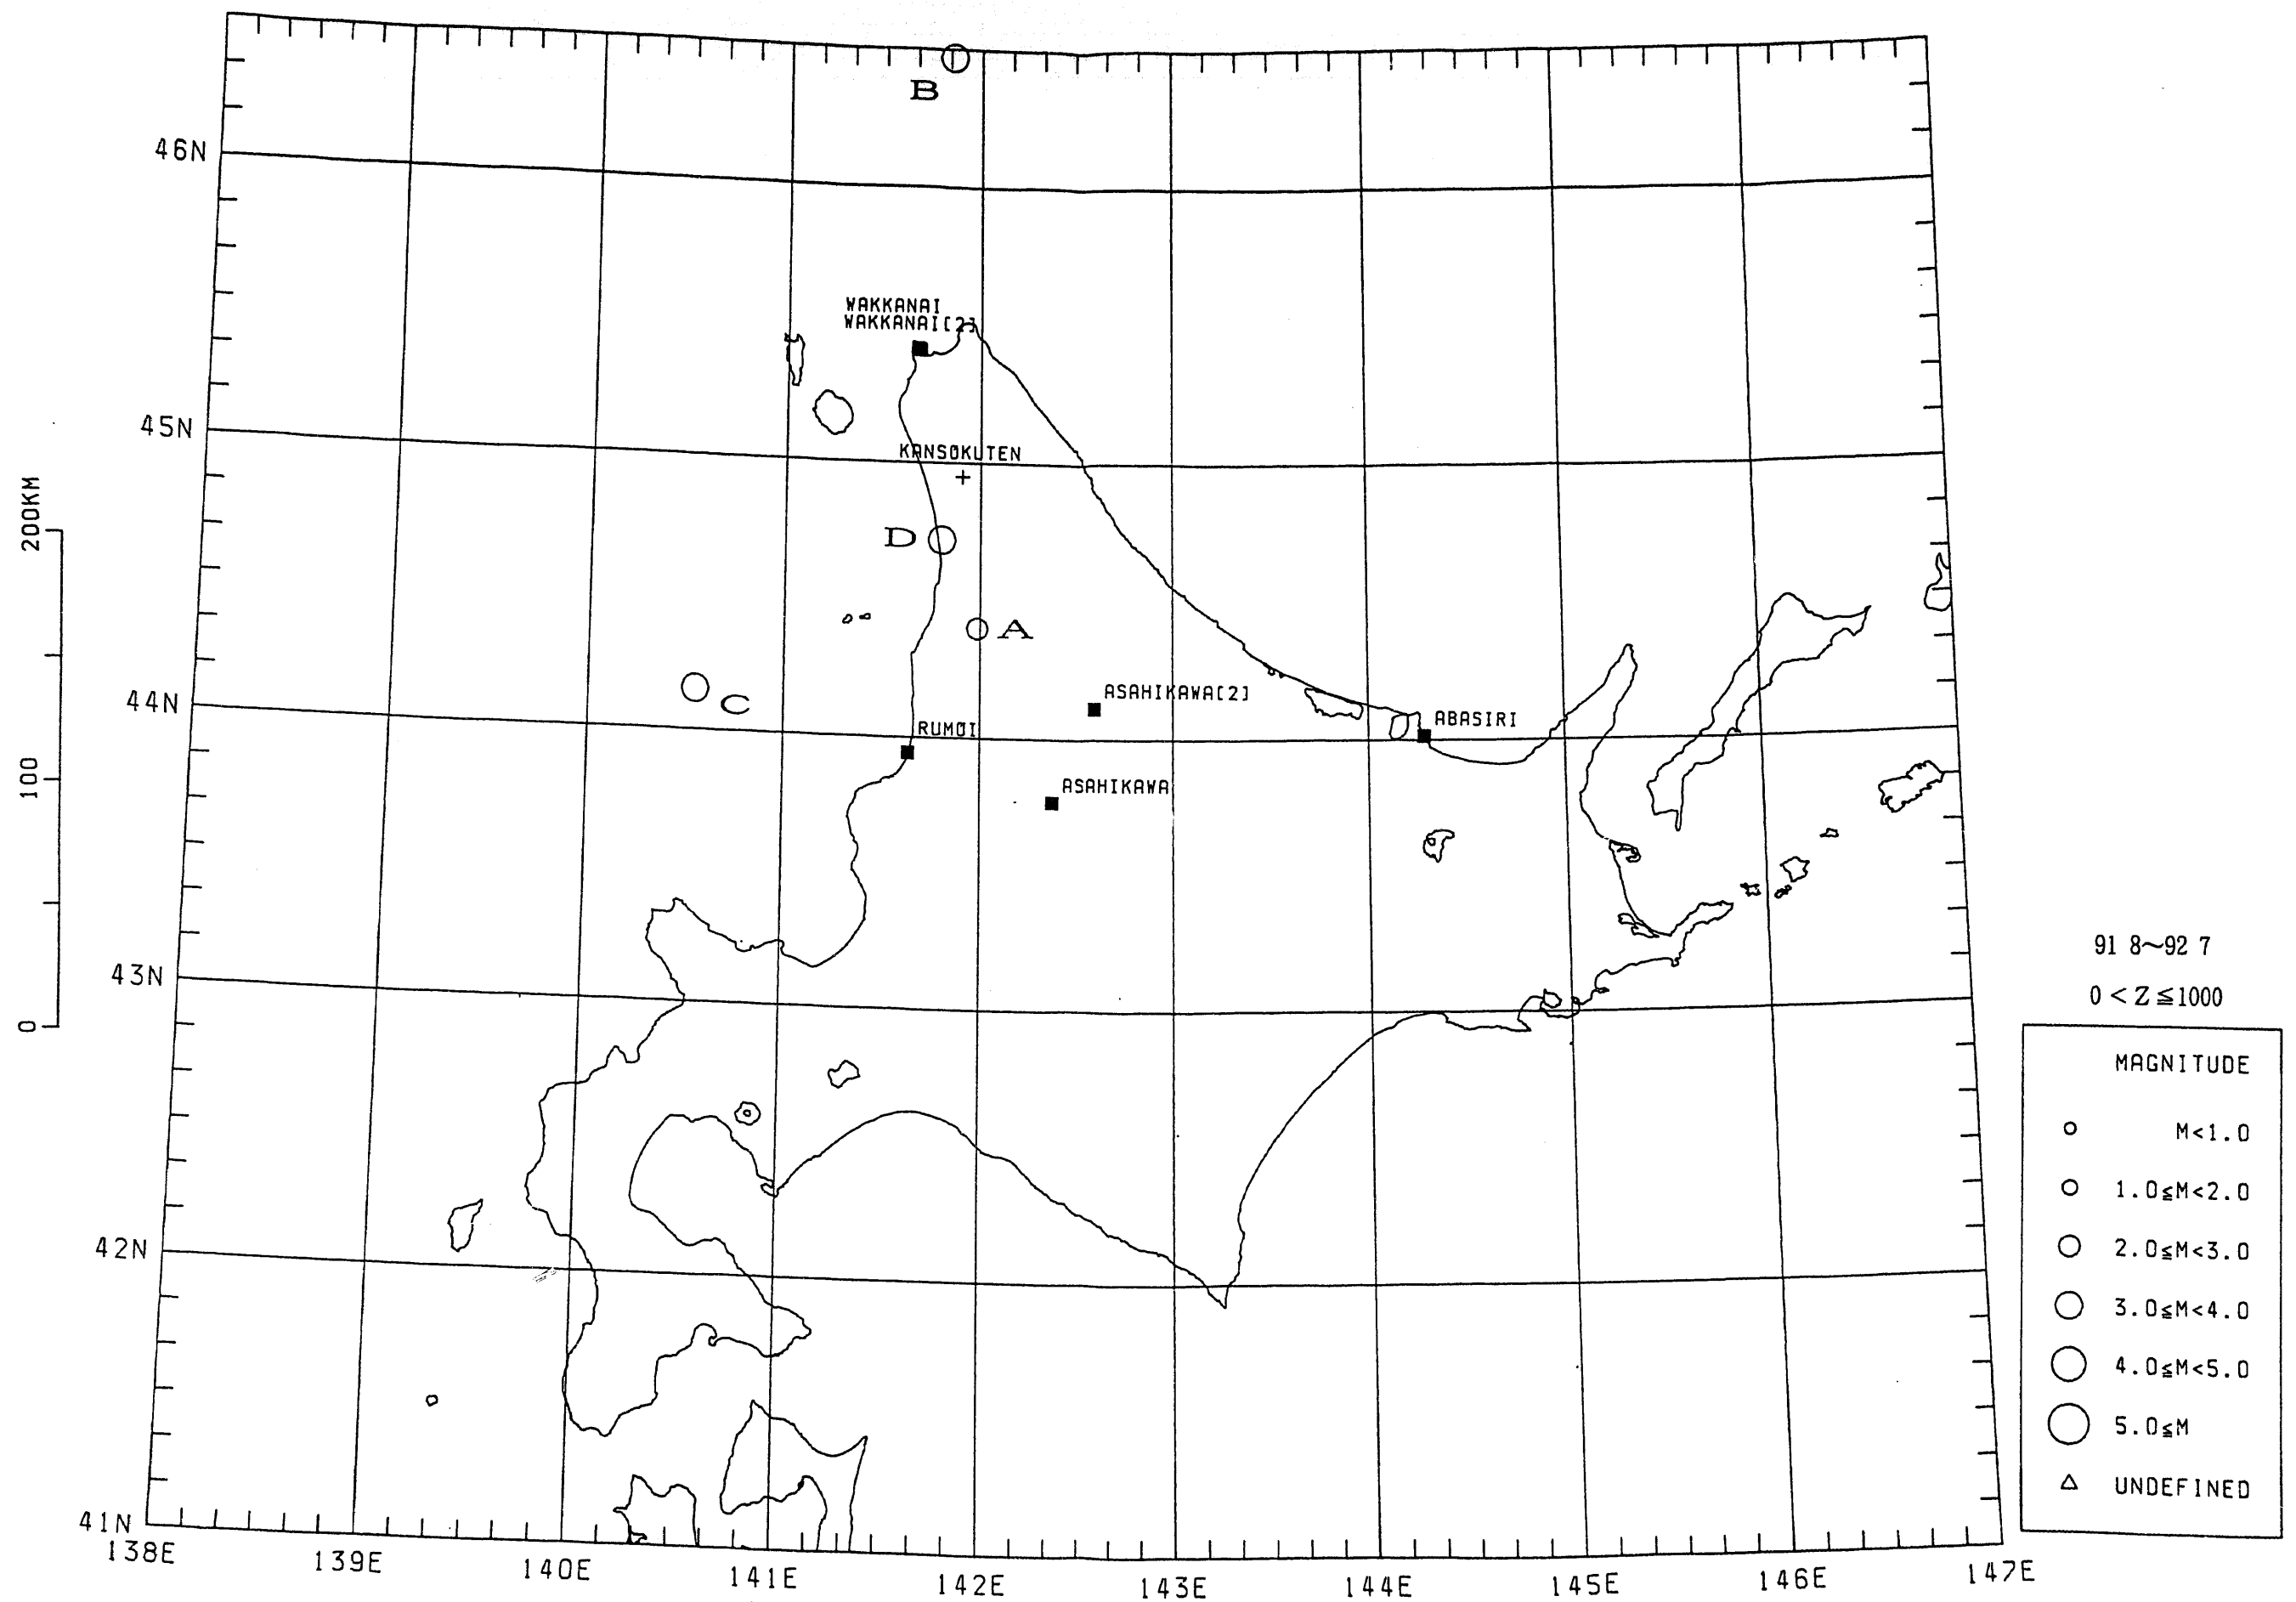 B
46N
WAKKANAI
WAKKANAI[2]
45N
KANSOKUTEN
200KM
D
A
C
44N
ASAHIKAWA[2]
RUMOI
ABASIRI
100
ASAHIKAWA
43N
0
91 8~92 7
0 < Z ≦1000
MAGNITUDE
M<1.0
1.0≦M<2.0
2.0≦M<3.0
3.0≦M<4.0
4.0≦M<5.0
5.0≦M
UNDEFINED
42N
41N
138E 139E 140E 141E 142E 143E 144E 145E 146E 147E